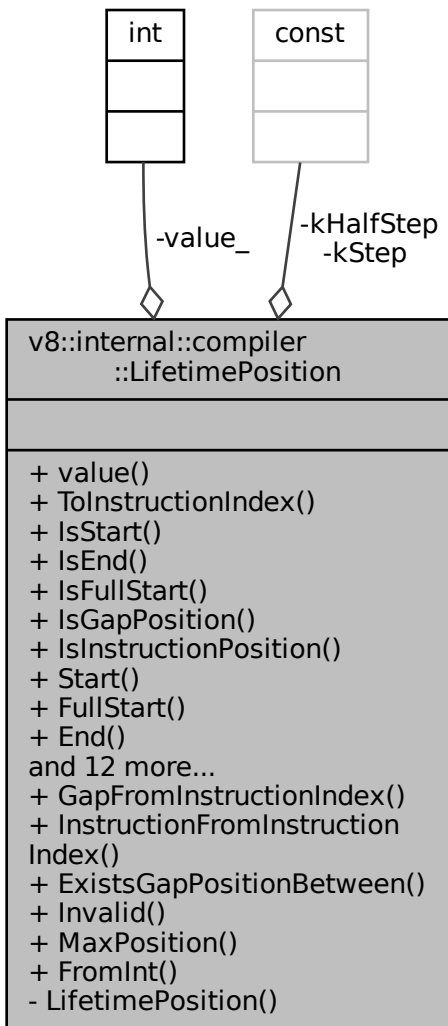 int
const
-value_
-kHalfStep
-kStep
v8::internal::compiler
::LifetimePosition
+ value()
+ ToInstructionIndex()
+ IsStart()
+ IsEnd()
+ IsFullStart()
+ IsGapPosition()
+ IsInstructionPosition()
+ Start()
+ FullStart()
+ End()
and 12 more...
+ GapFromInstructionIndex()
+ InstructionFromInstruction
Index()
+ ExistsGapPositionBetween()
+ Invalid()
+ MaxPosition()
+ FromInt()
- LifetimePosition()